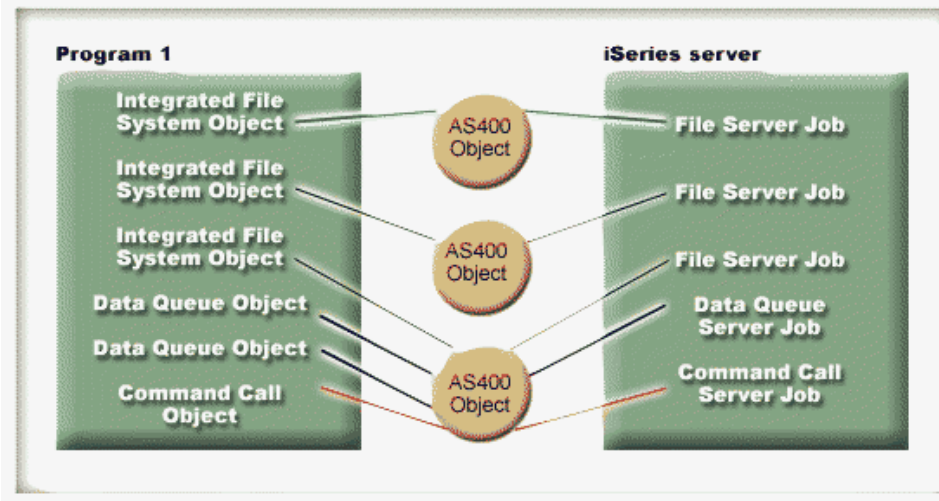 Program 1
Integrated File
System Object
Integrated File
System Object
Integrated File
System Object
Data Queue Object
Data Queue Object
Command Call
Object
AS400
Object
AS400
Object
AS400
Object
iSeries server
File Server Job
File Server Job
File Server Job
Data Queue
Server Job
Command Call
Server Job